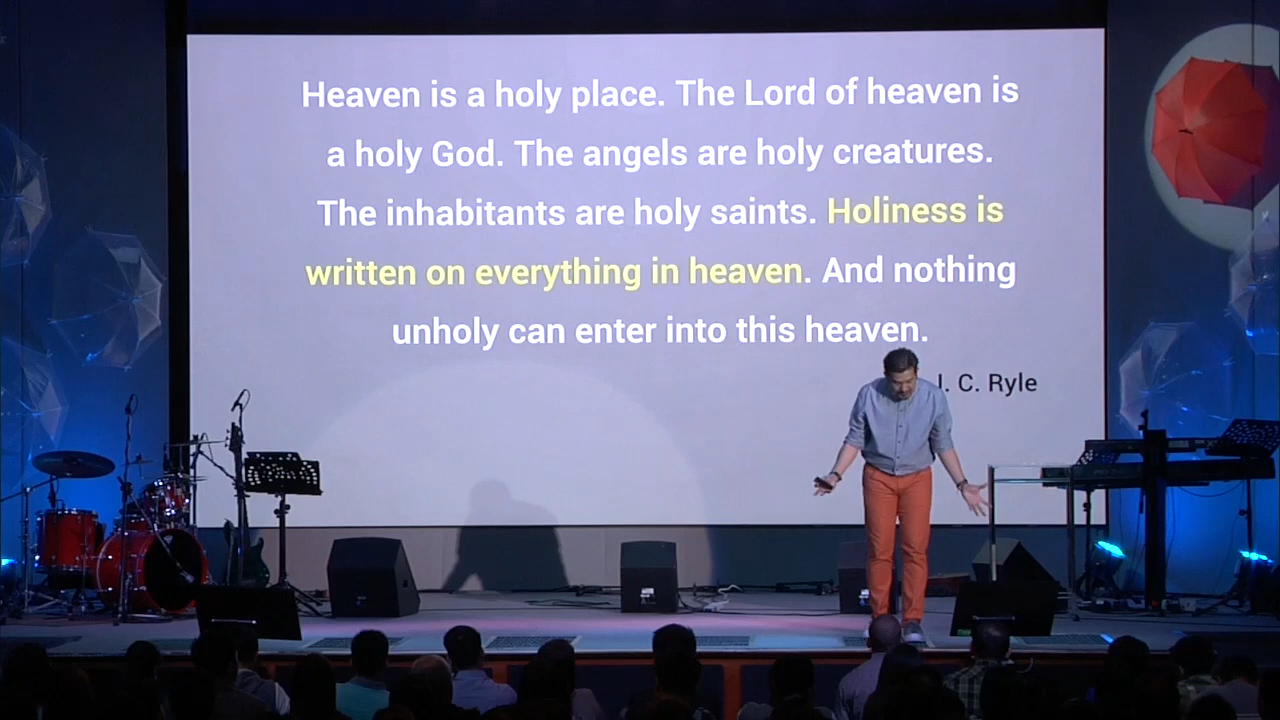 Heaven is a holy place. The Lord of heaven is
a holy God. The angels are holy creatures.
The inhabitants are holy saints. Holiness is
written on everything in heaven. And nothing
unholy can enter into this heaven.
J. C. Ryle